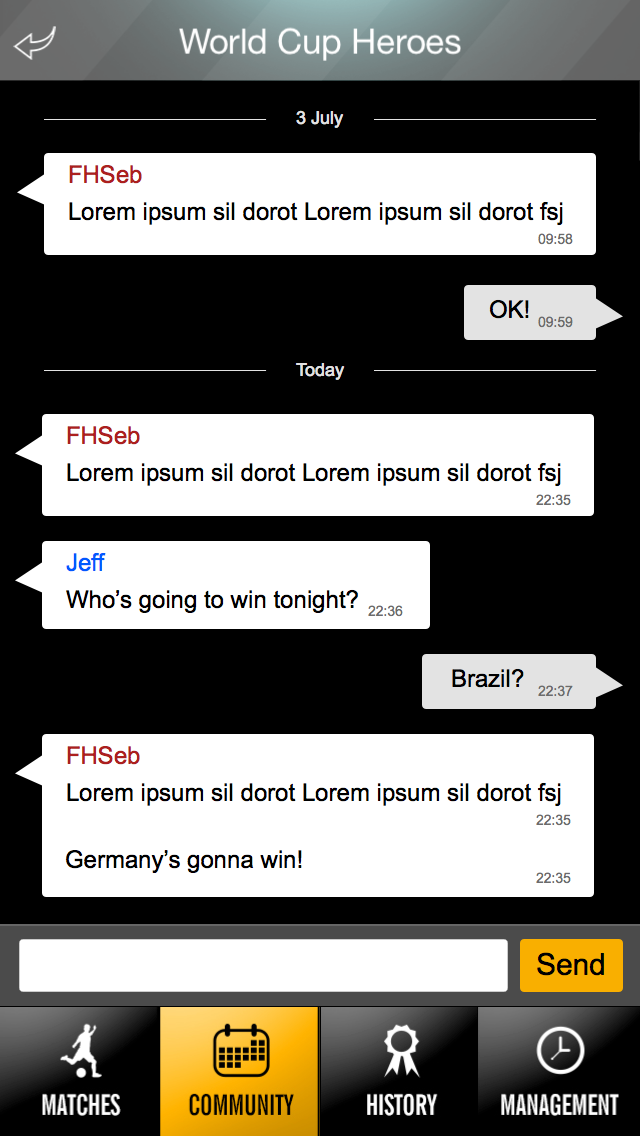 World Cup Heroes
3 July
FHSeb
Lorem ipsum sil dorot Lorem ipsum sil dorot fsj
09:58
OK! 09:59
Today
FHSeb
Lorem ipsum sil dorot Lorem ipsum sil dorot fsj
22:35
Jeff
Who’s going to win tonight? 22:36
Brazil? 22:37
FHSeb
Lorem ipsum sil dorot Lorem ipsum sil dorot fsj
22:35
Germany’s gonna win!
22:35
Send
MATCHES COMMUNITY HISTORY MANAGEMENT